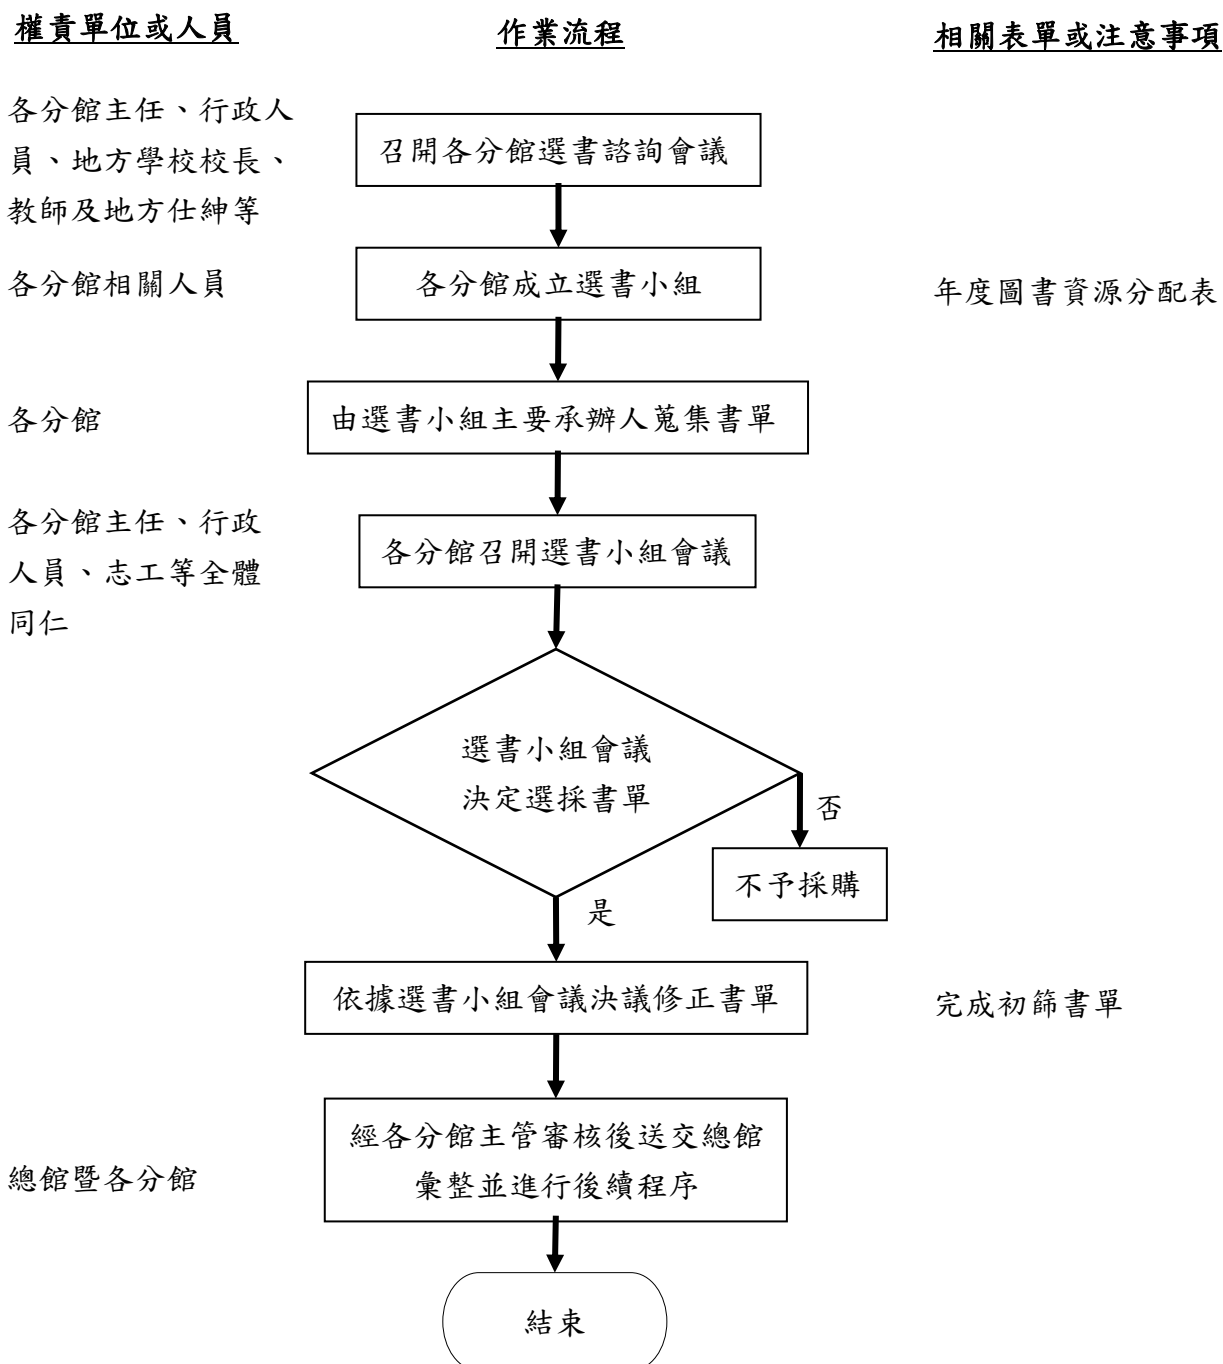 權責單位或人員
作業流程
相關表單或注意事項
各分館主任、行政人
員、地方學校校長、
教師及地方仕紳等
召開各分館選書諮詢會議
各分館相關人員
各分館成立選書小組
年度圖書資源分配表
各分館
由選書小組主要承辦人蒐集書單
各分館主任、行政
人員、志工等全體
同仁
各分館召開選書小組會議
選書小組會議
決定選採書單
否
不予採購
是
依據選書小組會議決議修正書單
完成初篩書單
總館暨各分館
經各分館主管審核後送交總館
彙整並進行後續程序
結束